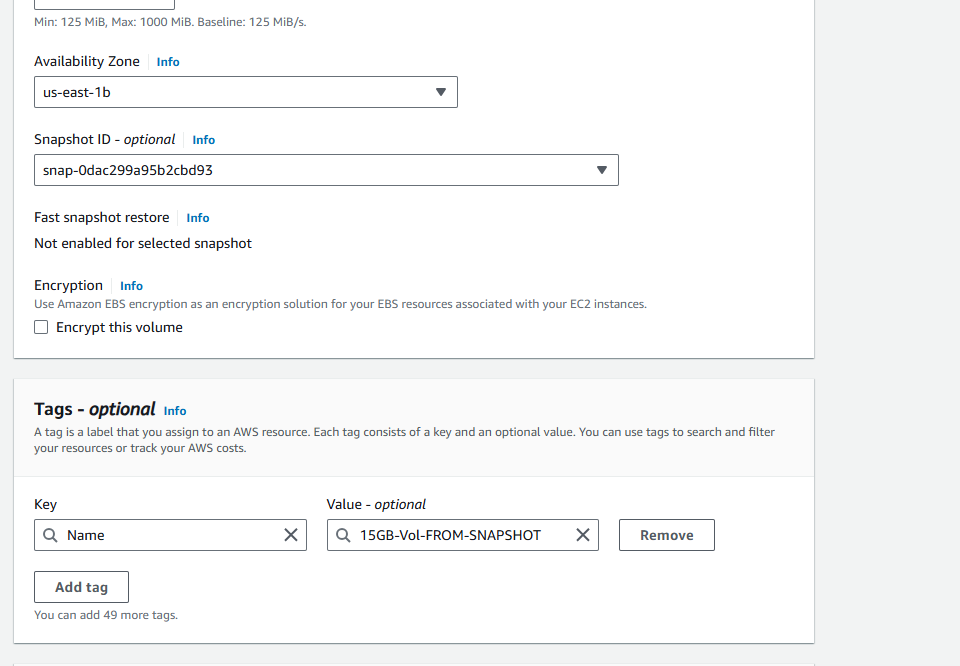 Min: 125 MiB, Max: 1000 MiB. Baseline: 125 MiB/s.
Availability Zone Info
us-east-1b
Snapshot ID - optional Info
snap-0dac299a95b2cbd93
Fast snapshot restore Info
Not enabled for selected snapshot
Encryption Info
Use Amazon EBS encryption as an encryption solution for your EBS resources associated with your EC2 instances.
Encrypt this volume
Tags - optional Info
A tag is a label that you assign to an AWS resource. Each tag consists of a key and an optional value. You can use tags to search and filter
your resources or track your AWS costs.
Key Value - optional
Name 15GB-Vol-FROM-SNAPSHOT Remove
Add tag
You can add 49 more tags.